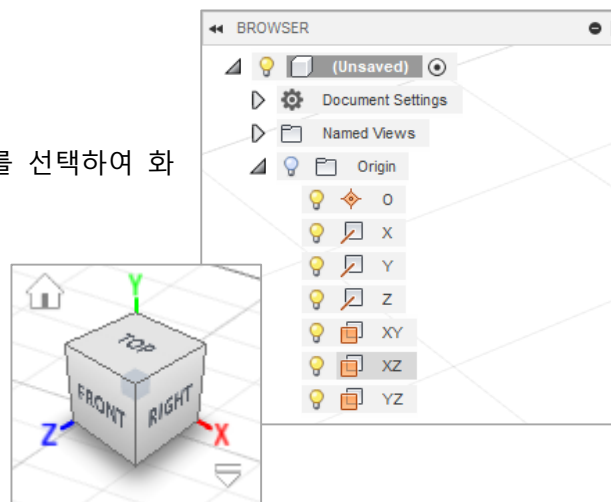 BROWSER
(Unsaved)
Document Settings
Named Views
를 선택하여 화
Origin
O
X
Y
Z
XY
XZ
YZ
Y
TOP
FRONT RIGHT
Z X